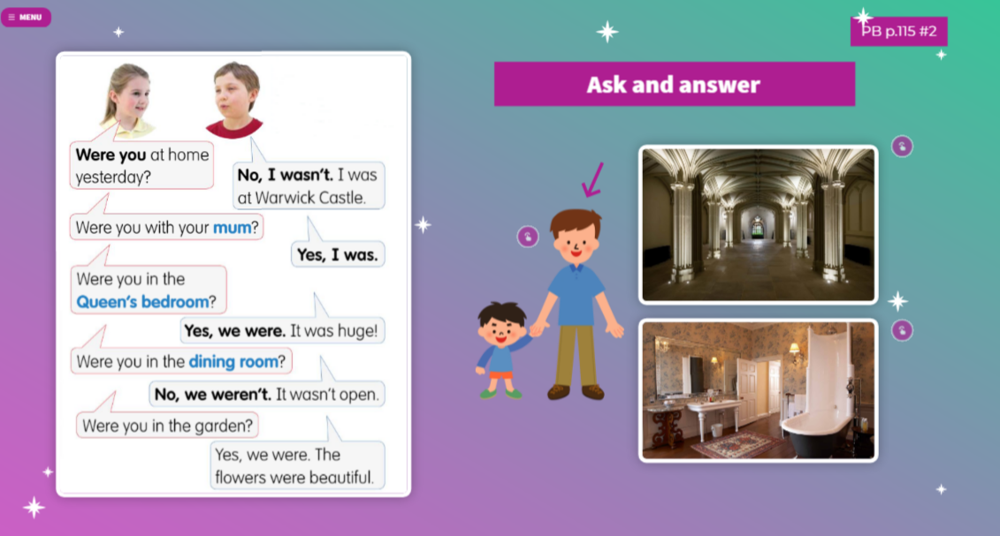 MENU
PB p.115 #2
Ask and answer
Were you at home
yesterday?
No, I wasn't. I was
at Warwick Castle.
Were you with your mum?
Yes, I was.
Were you in the
Queen's bedroom?
Yes, we were. It was huge!
Were you in the dining room?
No, we weren't. It wasn't open.
Were you in the garden?
Yes, we were. The
flowers were beautiful.